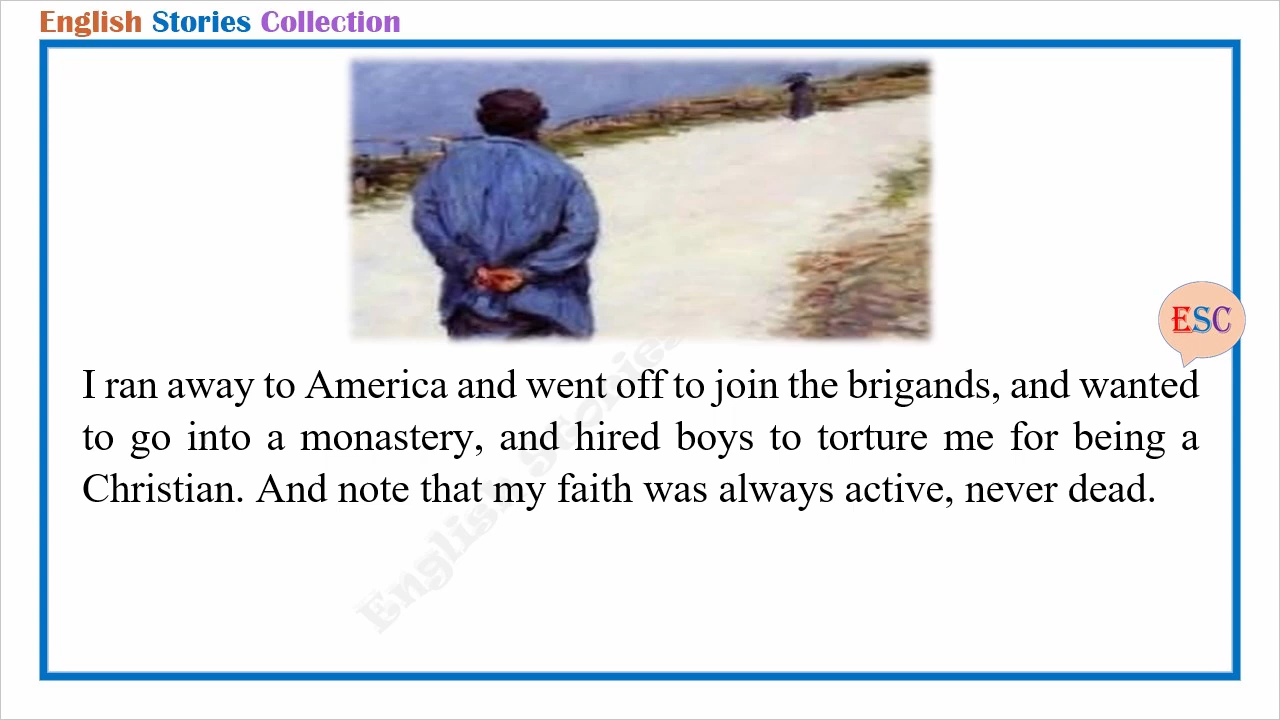 English Stories Collection
ESC
I ran away to America and went off to join the brigands, and wanted
to go into a monastery, and hired boys to torture me for being a
Christian. And note that my faith was always active, never dead.
English Stories